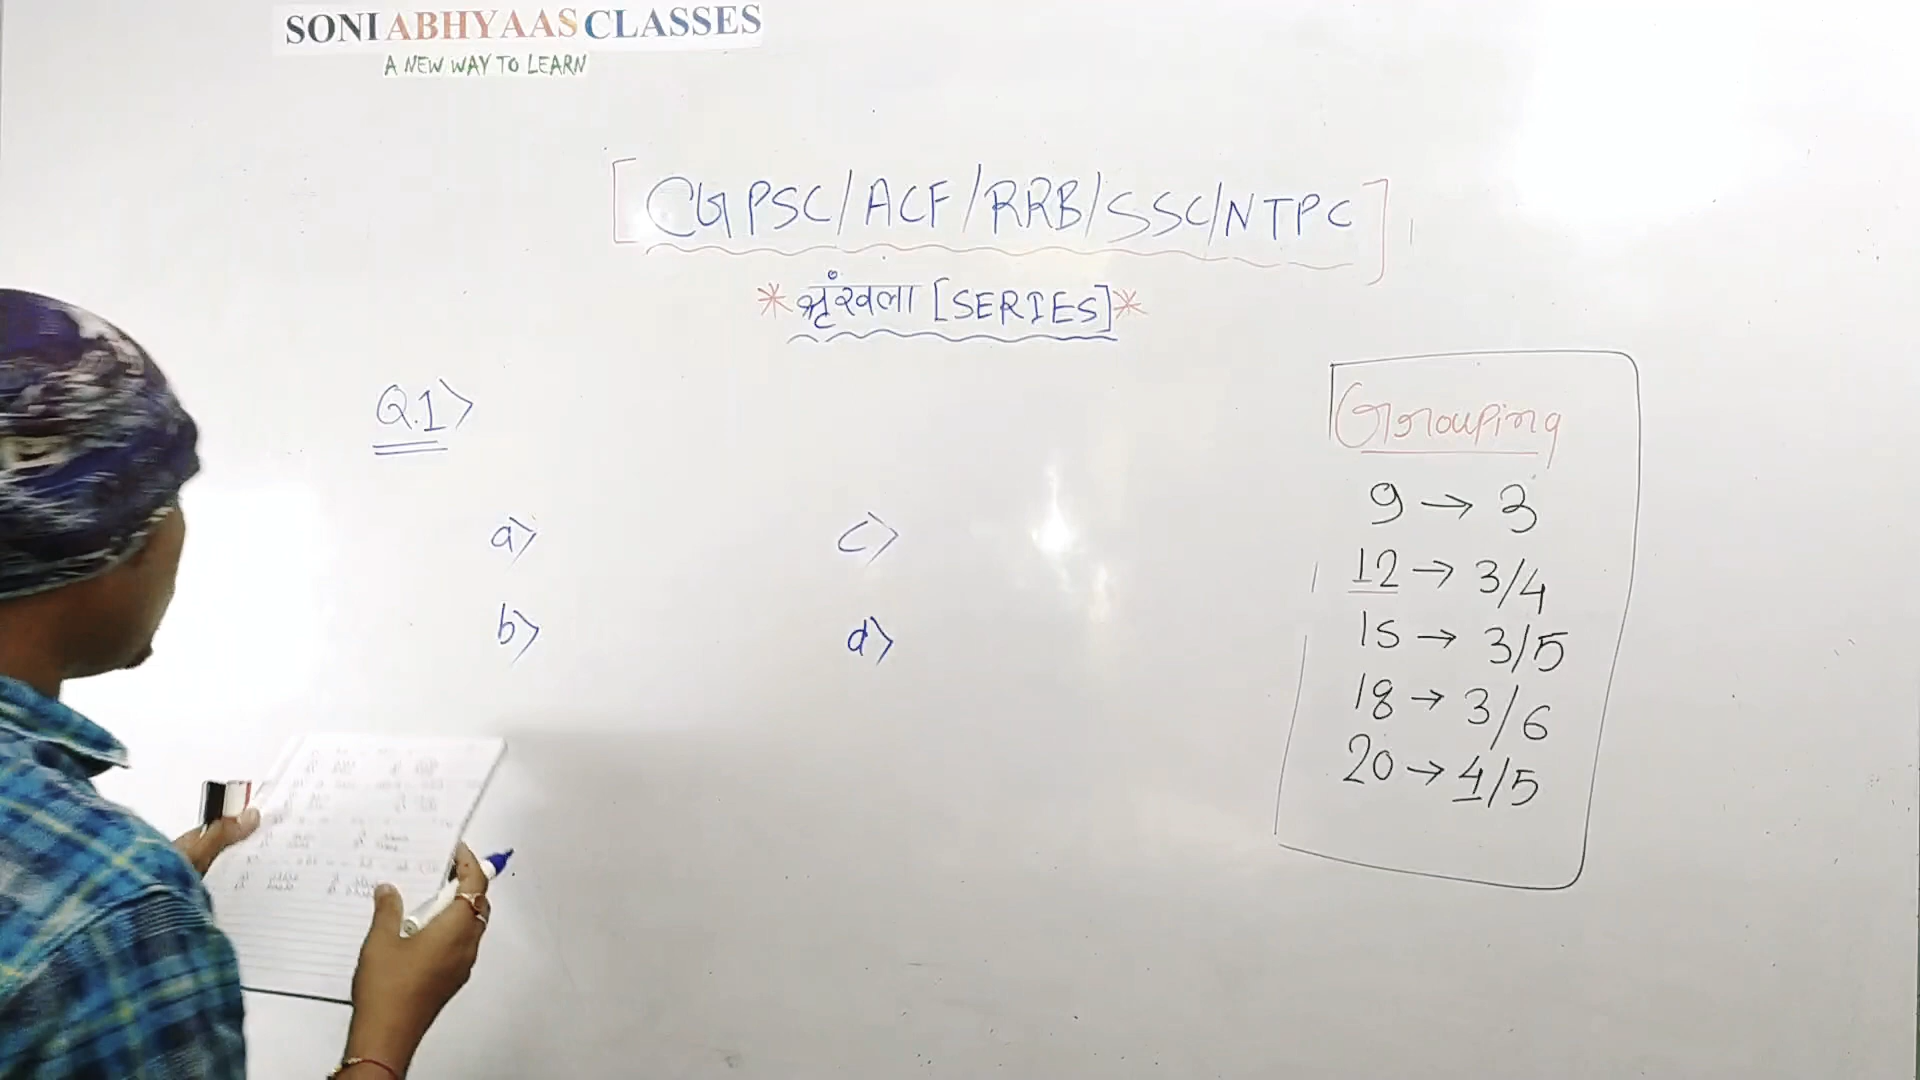 SONI ABHYAAS CLASSES
A NEW WAY TO LEARN
[CGPSC/ACF/RRB/SSC/NTPC]
*श्रृंखला [SERIES]*
Q.1>
a>
c>
b>
d>
Grouping
9 → 3
12 → 3/4
15 → 3/5
18 → 3/6
20 → 4/5